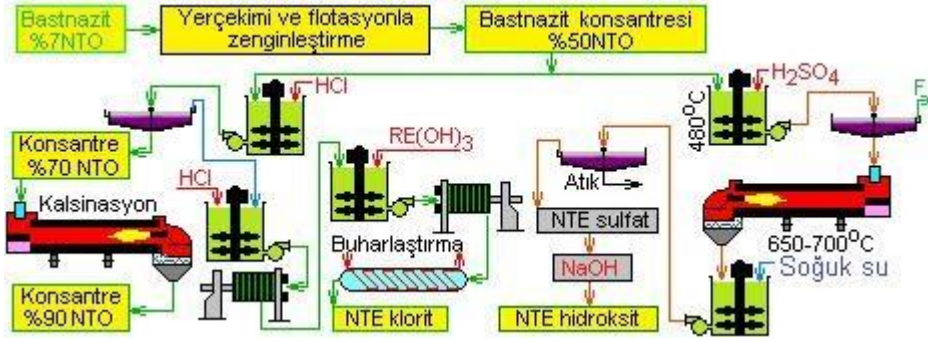 Bastnazit
%7NTO
Yerçekimi ve flotasyonla
zenginleştirme
Bastnazit konsantresi
%50NTO
HCl
H₂SO₄
480°C
F
Konsantre
%70 NTO
HCl
RE(OH)₃
Atık
Kalsinasyon
NTE sulfat
650-700°C
Buharlaştırma
NaOH
Soğuk su
Konsantre
%90 NTO
NTE klorit
NTE hidroksit